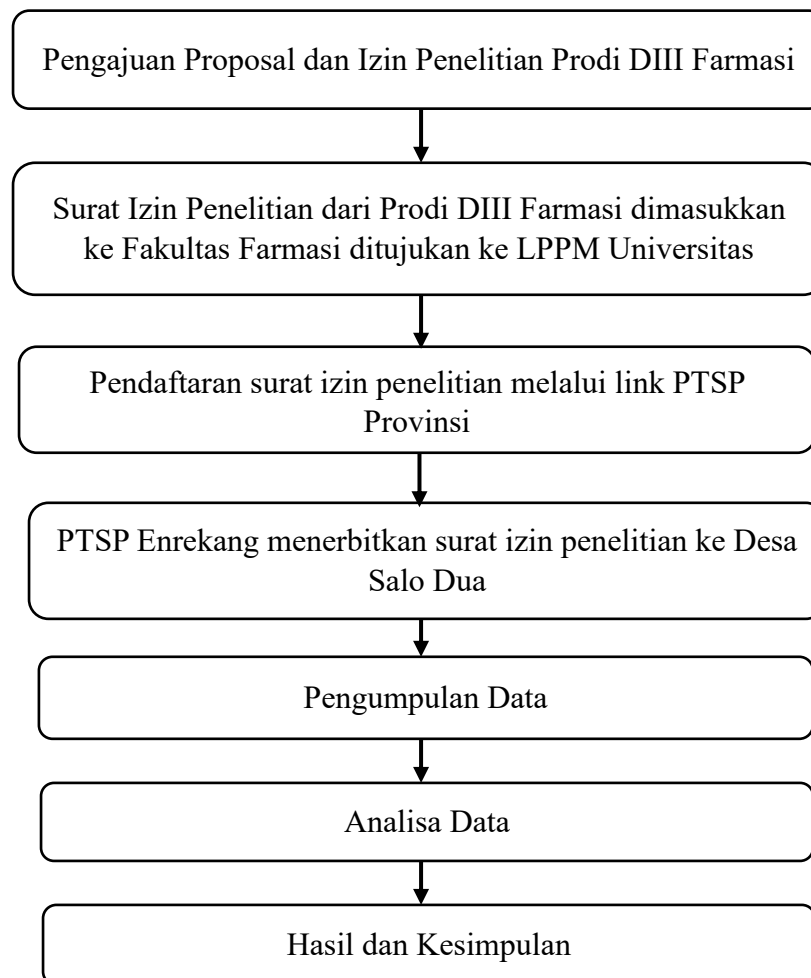 Pengajuan Proposal dan Izin Penelitian Prodi DIII Farmasi
Surat Izin Penelitian dari Prodi DIII Farmasi dimasukkan
ke Fakultas Farmasi ditujukan ke LPPM Universitas
Pendaftaran surat izin penelitian melalui link PTSP
Provinsi
PTSP Enrekang menerbitkan surat izin penelitian ke Desa
Salo Dua
Pengumpulan Data
Analisa Data
Hasil dan Kesimpulan